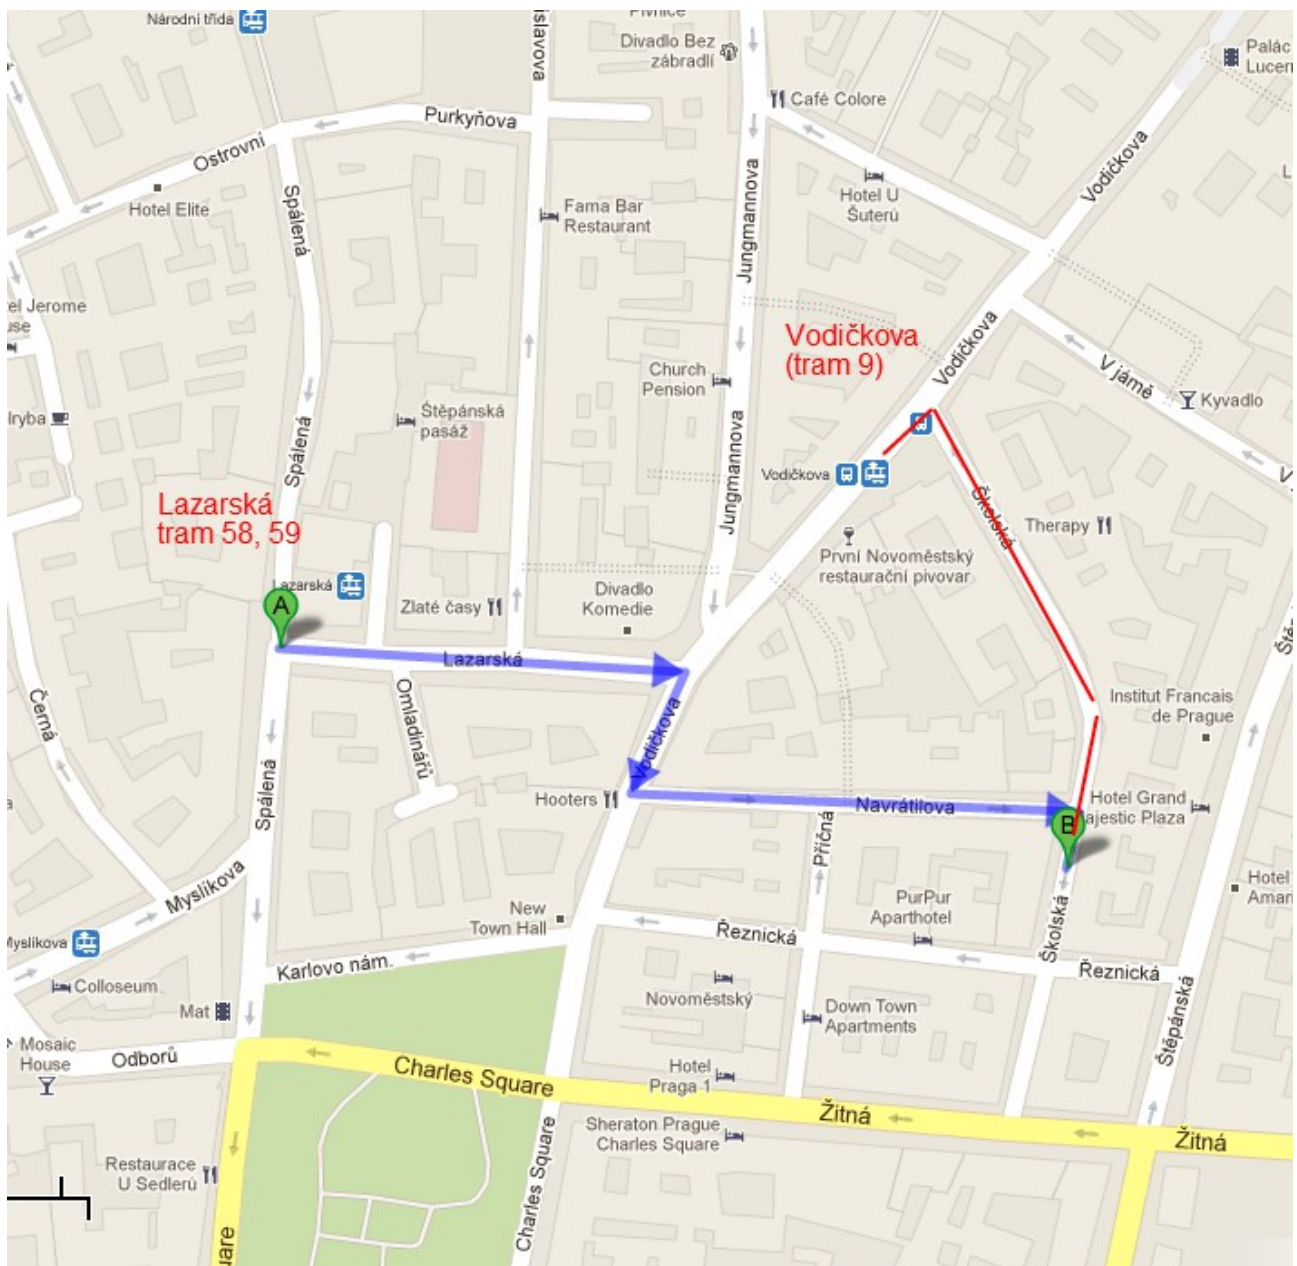 Národní třída
Pivnice
Divadlo Bez
zábradlí
Palác
Café Colore
Purkyňova
Ostrovní
Vodičkova
Hotel Elite
Spálená
Fama Bar
Restaurant
Jungmannova
Hotel U
Šuterů
Vodičkova
(tram 9)
Vodičkova
V jámě
Kyvadlo
Church
Pension
Štěpánská
pasáž
Spálená
Jungmannova
Vodičkova
Lazarská
tram 58, 59
Školská
Therapy
První Novoměstský
restaurační pivovar
Lazarská
Zlaté časy
Divadlo
Komedie
A
Lazarská
Omladinářů
Vodičkova
Černá
Institut Francais
de Prague
Spálená
Hooters
Navrátilova
Hotel Grand
B
Příčná
Myslíkova
PurPur
Aparthotel
Hotel
New
Town Hall
Řeznická
Školská
Karlovo nám.
Řeznická
Colloseum
Novoměstský
Mat
Down Town
Apartments
Štěpánská
Mosaic
House
Odborů
Charles Square
Hotel
Praga 1
Žitná
Sheraton Prague
Charles Square
Žitná
Restaurace
U Sedlerů
Charles Square